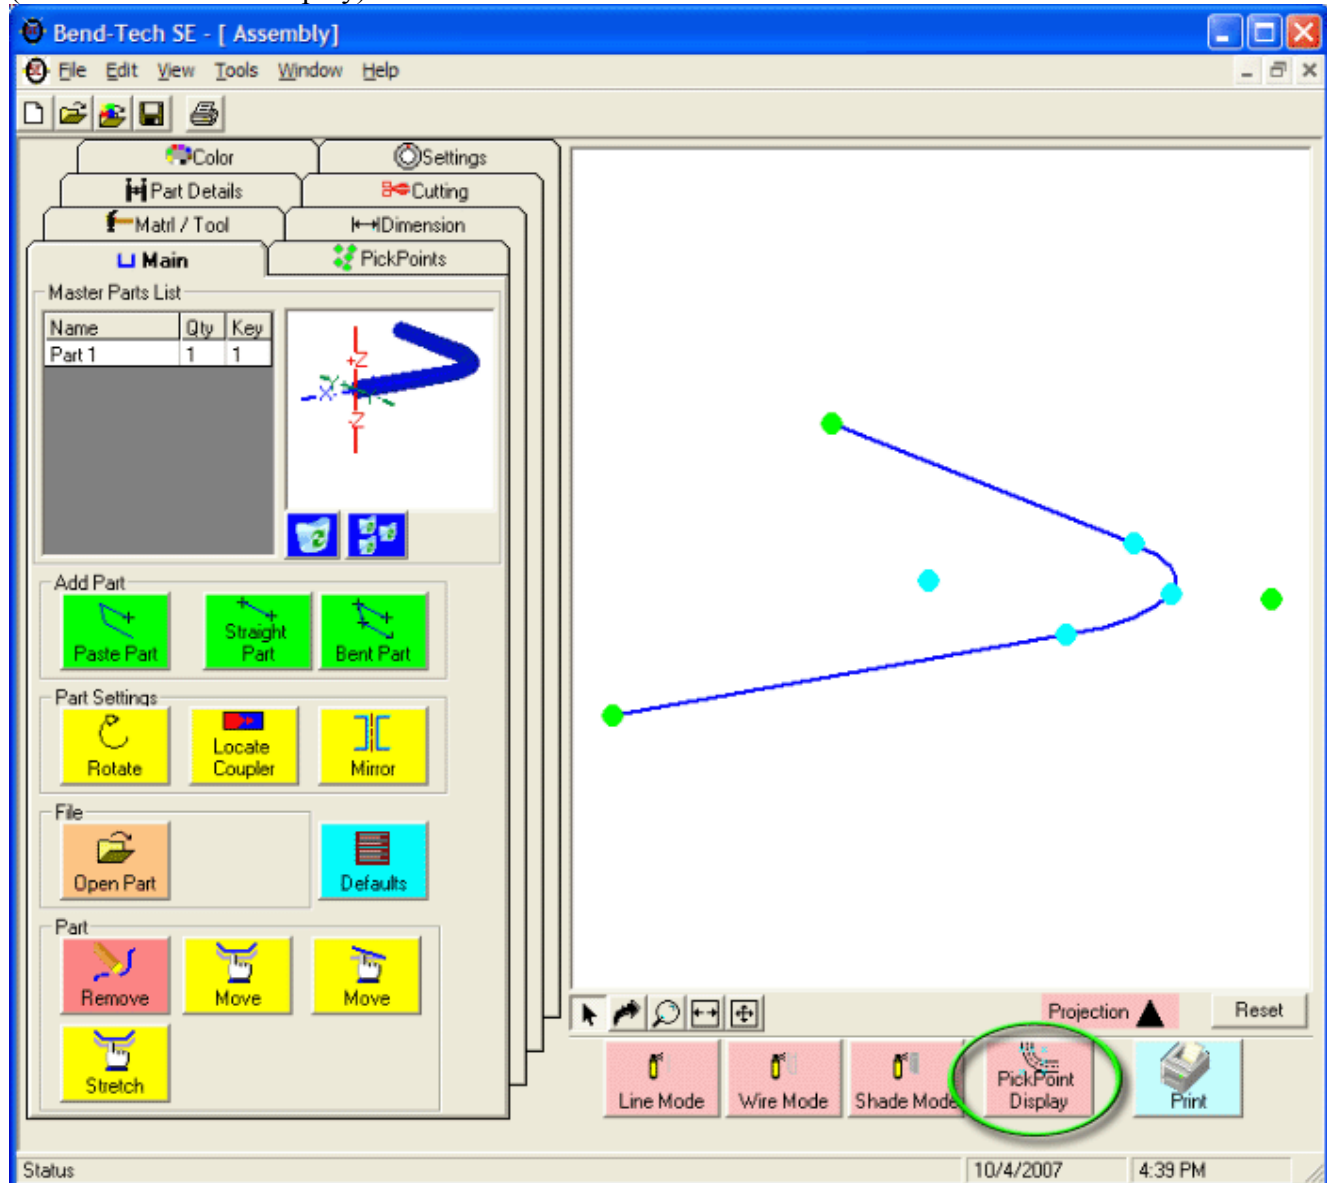 Bend-Tech SE - [ Assembly]
File Edit View Tools Window Help
Color Settings
Part Details Cutting
Matrl / Tool Dimension
Main PickPoints
Master Parts List
Name Qty Key
Part 1 1 1
+Z
-X- Y
-Z
Add Part
Paste Part
Straight
Part
Bent Part
Part Settings
Rotate
Locate
Coupler
Mirror
File
Open Part
Defaults
Part
Remove
Move
Move
Stretch
Projection
Reset
Line Mode
Wire Mode
Shade Mode
PickPoint
Display
Print
Status
10/4/2007
4:39 PM